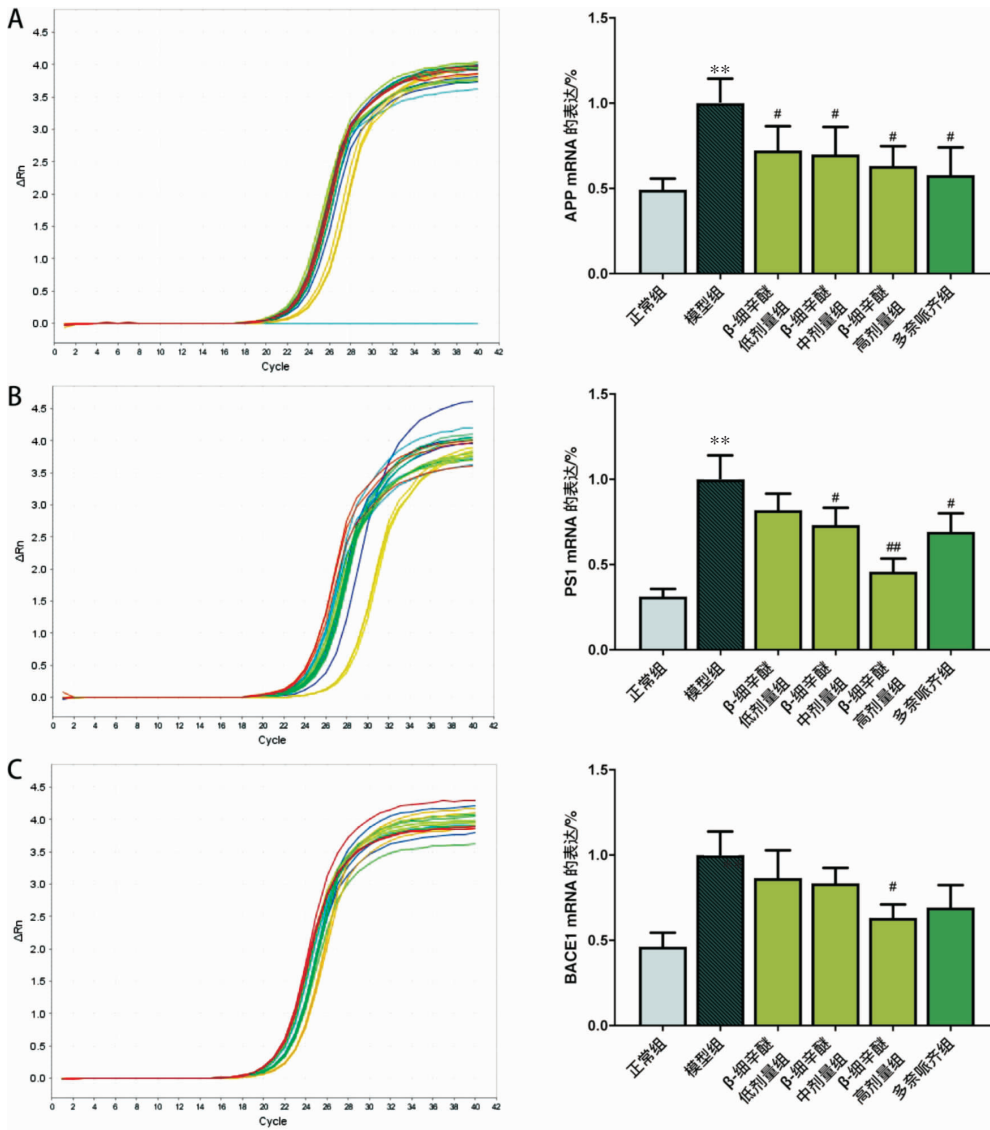 A
4.5
4.0
3.5
3.0
2.5
2.0
1.5
1.0
0.5
0.0
ΔRn
2 4 6 8 10 12 14 16 18 20 22 24 26 28 30 32 34 36 38 40 42
Cycle
APP mRNA 的表达/%
1.5
1.0
0.5
0.0
**
#
#
#
#
正常组
模型组
β-细辛醚
低剂量组
β-细辛醚
中剂量组
β-细辛醚
高剂量组
多奈哌齐组
B
4.5
4.0
3.5
3.0
2.5
2.0
1.5
1.0
0.5
0.0
ΔRn
2 4 6 8 10 12 14 16 18 20 22 24 26 28 30 32 34 36 38 40 42
Cycle
PS1 mRNA 的表达/%
1.5
1.0
0.5
0.0
**
#
##
#
正常组
模型组
β-细辛醚
低剂量组
β-细辛醚
中剂量组
β-细辛醚
高剂量组
多奈哌齐组
C
4.5
4.0
3.5
3.0
2.5
2.0
1.5
1.0
0.5
0.0
ΔRn
2 4 6 8 10 12 14 16 18 20 22 24 26 28 30 32 34 36 38 40 42
Cycle
BACE1 mRNA 的表达/%
1.5
1.0
0.5
0.0
#
正常组
模型组
β-细辛醚
低剂量组
β-细辛醚
中剂量组
β-细辛醚
高剂量组
多奈哌齐组